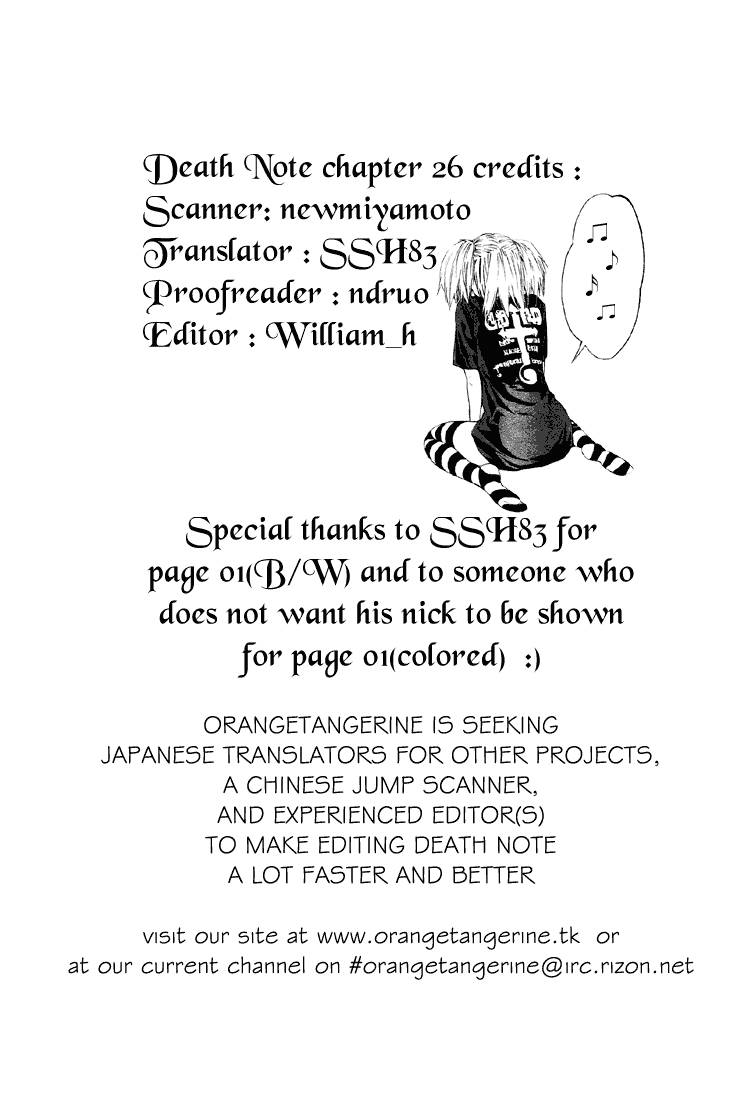 Death Note chapter 26 credits :
Scanner: newmiyamoto
Translator : SSH83
Proofreader : ndruo
Editor : William_h
Special thanks to SSH83 for
page 01(B/W) and to someone who
does not want his nick to be shown
for page 01(colored) :)
ORANGETANGERINE IS SEEKING
JAPANESE TRANSLATORS FOR OTHER PROJECTS,
A CHINESE JUMP SCANNER,
AND EXPERIENCED EDITOR(S)
TO MAKE EDITING DEATH NOTE
A LOT FASTER AND BETTER
visit our site at www.orangetangerine.tk or
at our current channel on #orangetangerine@irc.rizon.net